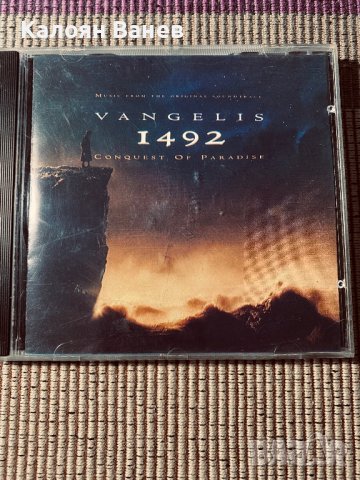 Калоян Ванев
MUSIC FROM THE ORIGINAL SOUNDTRACK
VANGELIS
1492
CONQUEST OF PARADISE